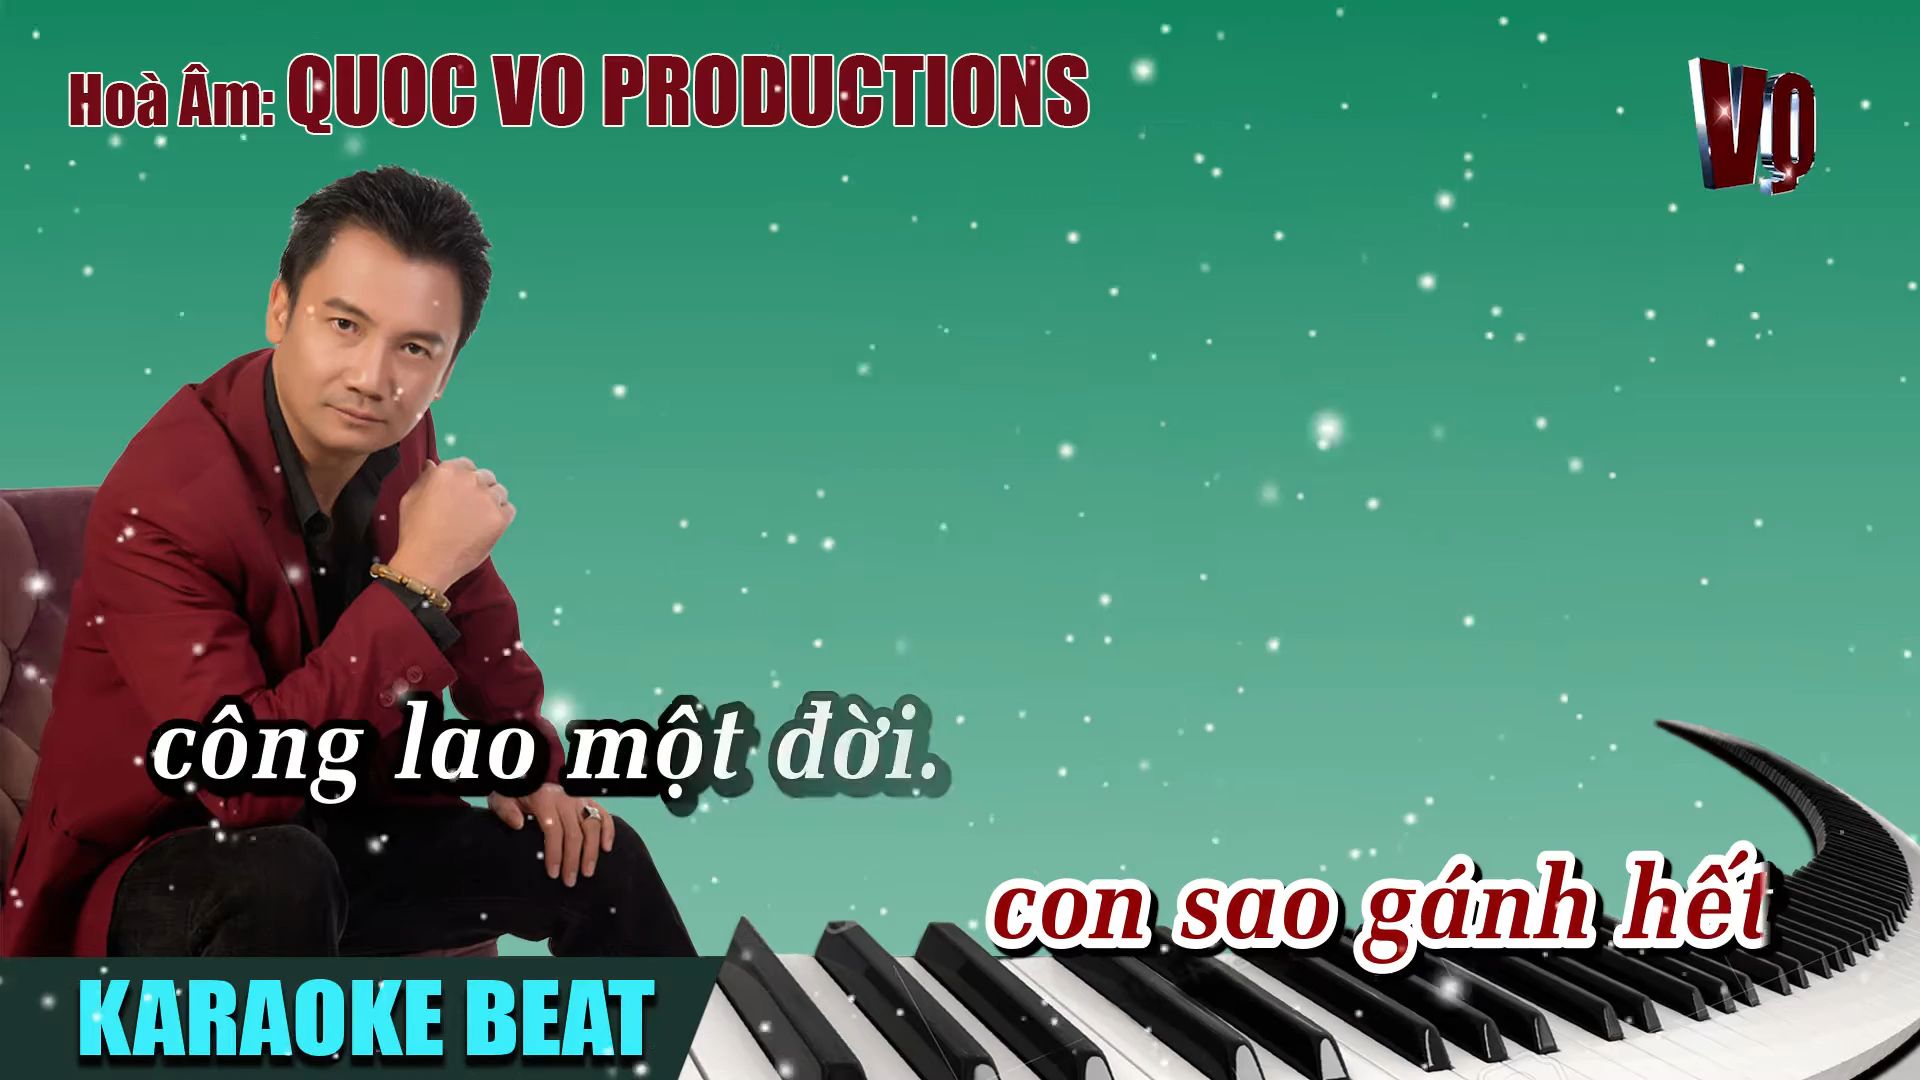 Hoà Âm: QUOC VO PRODUCTIONS
VQ
công lao một đời.
con sao gánh hết
KARAOKE BEAT